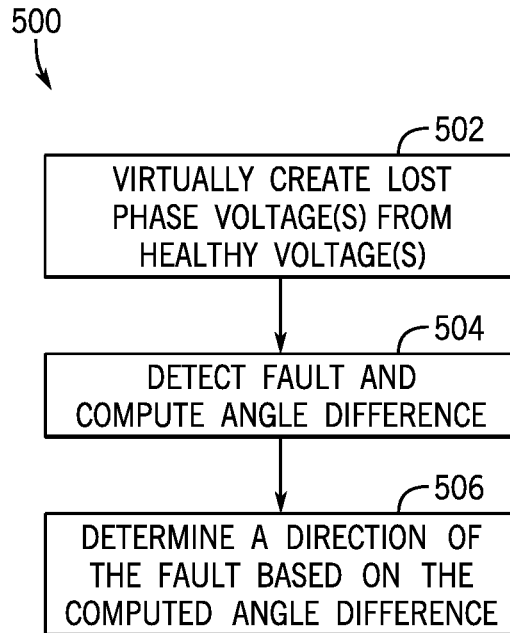 500
502
VIRTUALLY CREATE LOST
PHASE VOLTAGE(S) FROM
HEALTHY VOLTAGE(S)
504
DETECT FAULT AND
COMPUTE ANGLE DIFFERENCE
506
DETERMINE A DIRECTION OF
THE FAULT BASED ON THE
COMPUTED ANGLE DIFFERENCE